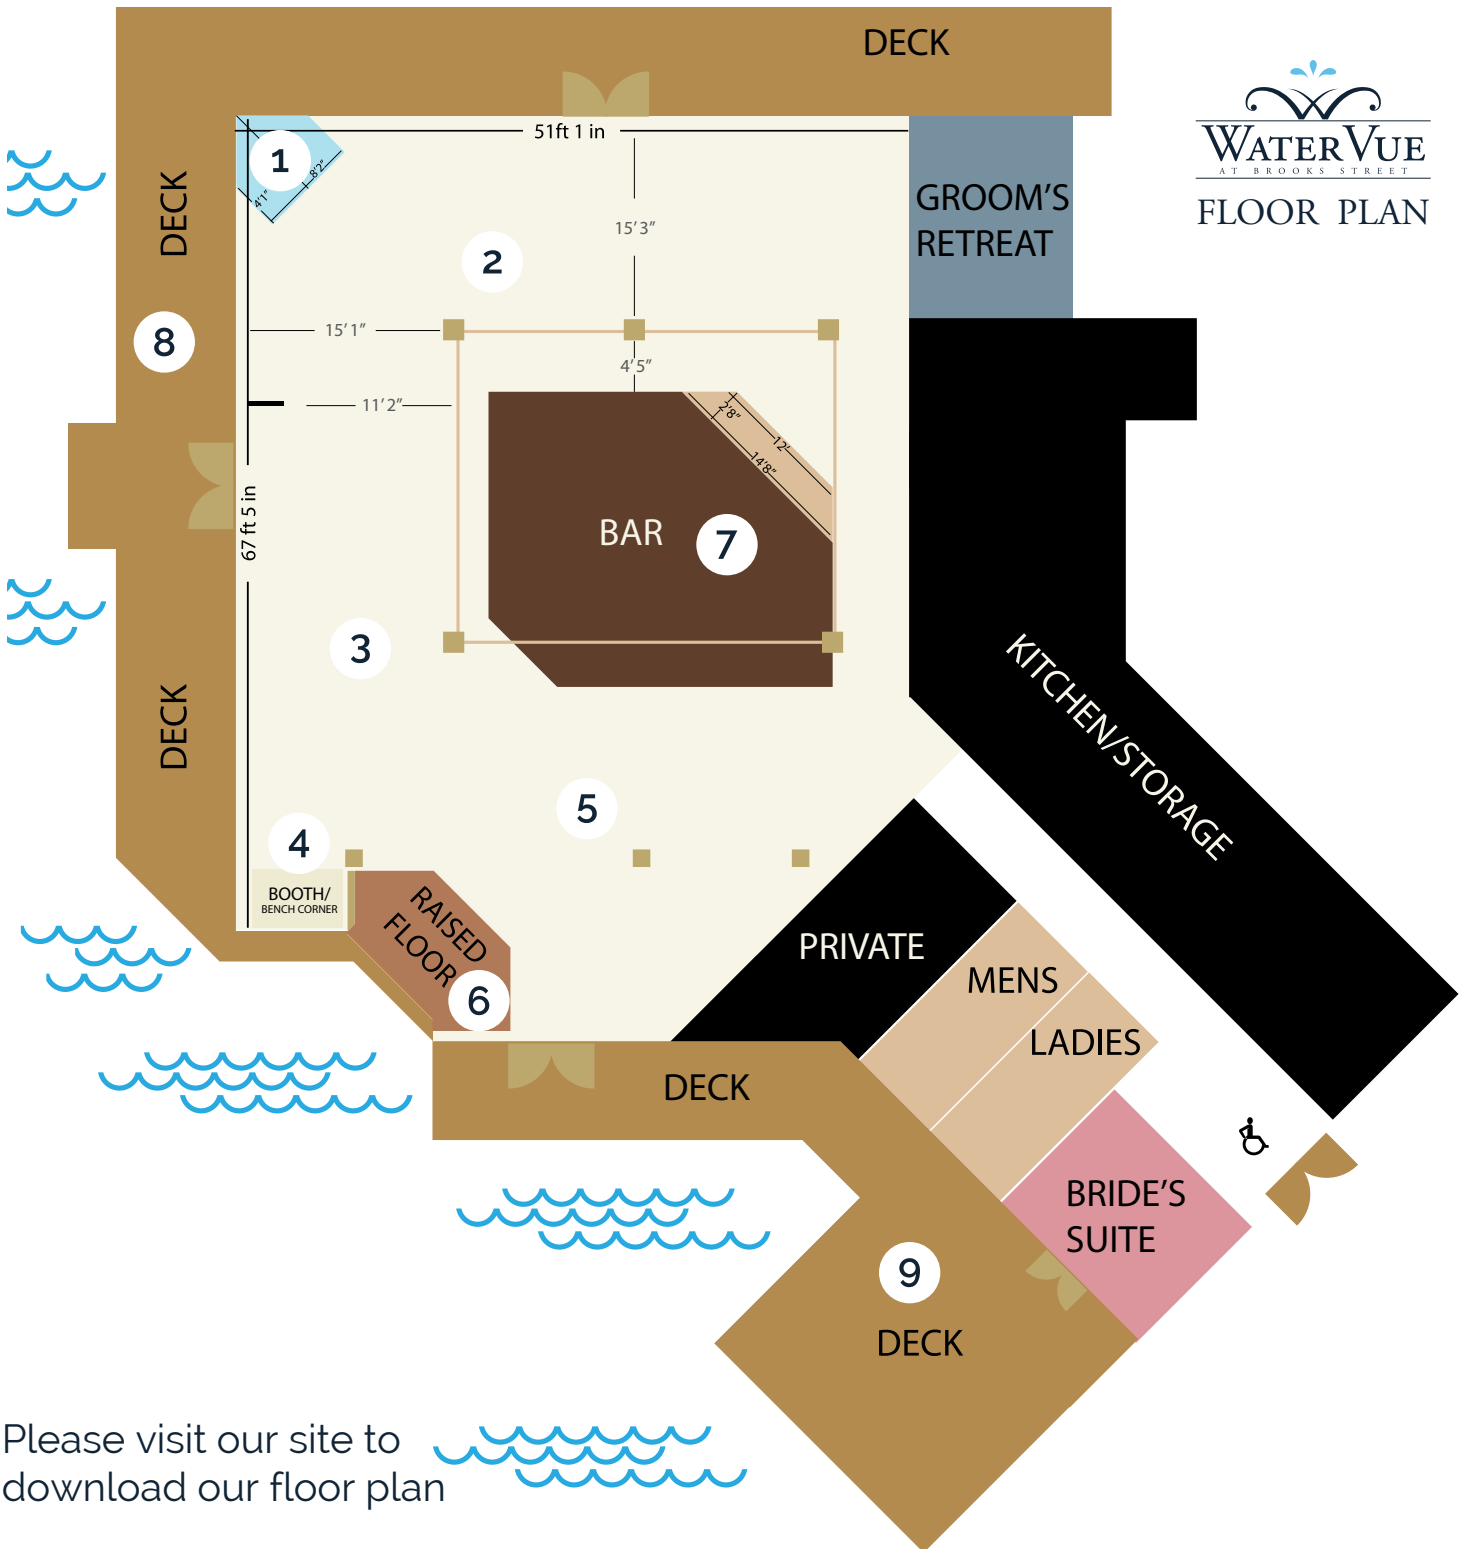 DECK
WATERVUE
AT BROOKS STREET
FLOOR PLAN
51ft 1 in
1
4'1"
8'2"
DECK
GROOM'S
RETREAT
15'3"
2
15'1"
8
4'5"
11'2"
2'8"
12'
14'8"
67 ft 5 in
BAR
7
3
KITCHEN/STORAGE
DECK
5
4
BOOTH/
BENCH CORNER
RAISED
FLOOR
6
PRIVATE
MENS
LADIES
DECK
BRIDE'S
SUITE
9
DECK
Please visit our site to
download our floor plan